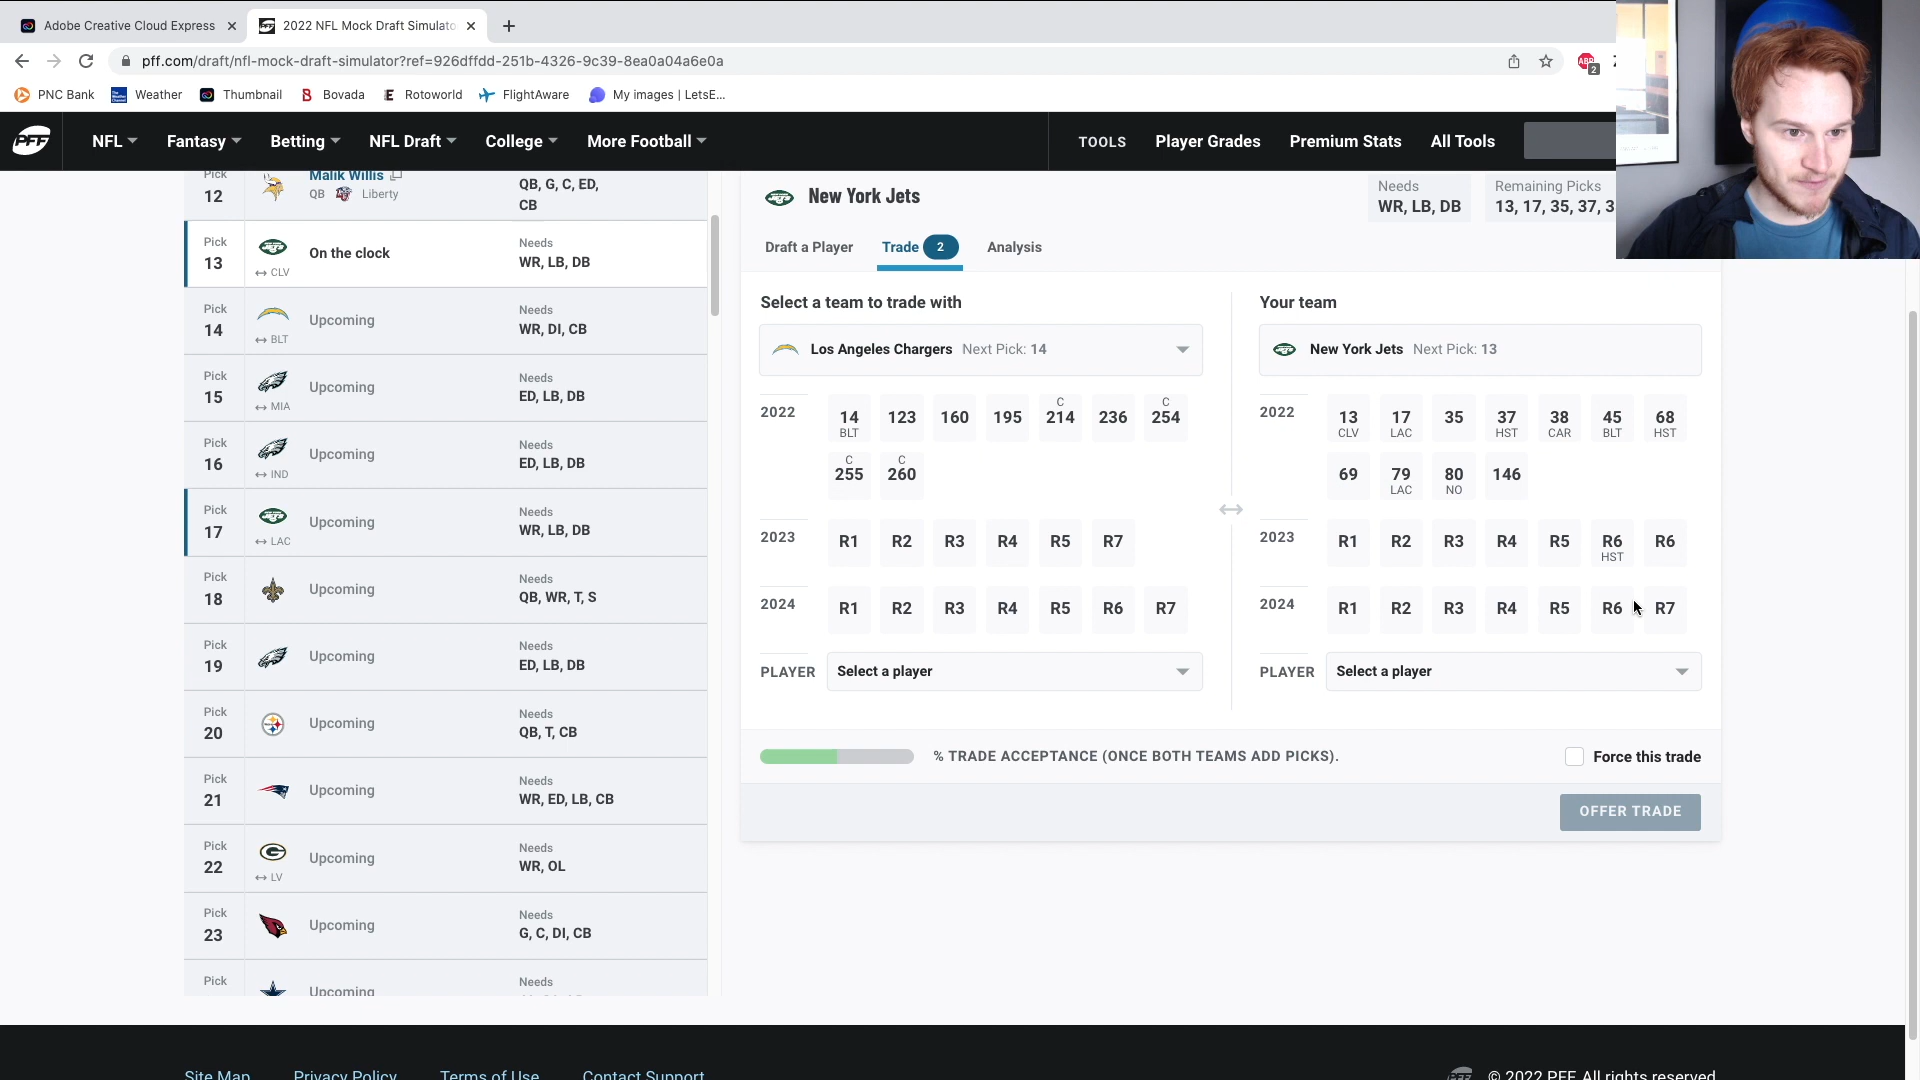 Adobe Creative Cloud Express
2022 NFL Mock Draft Simulato
pff.com/draft/nfl-mock-draft-simulator?ref=926dffdd-251b-4326-9c39-8ea0a04a6e0a
ABP 2
PNC Bank Weather Thumbnail Bovada Rotoworld FlightAware My images | LetsE...
PFF NFL Fantasy Betting NFL Draft College More Football TOOLS Player Grades Premium Stats All Tools
Pick 12 Malik Willis
QB Liberty
QB, G, C, ED,
CB
Pick 13 CLV On the clock Needs
WR, LB, DB
Pick 14 BLT Upcoming Needs
WR, DI, CB
Pick 15 MIA Upcoming Needs
ED, LB, DB
Pick 16 IND Upcoming Needs
ED, LB, DB
Pick 17 LAC Upcoming Needs
WR, LB, DB
Pick 18 Upcoming Needs
QB, WR, T, S
Pick 19 Upcoming Needs
ED, LB, DB
Pick 20 Upcoming Needs
QB, T, CB
Pick 21 Upcoming Needs
WR, ED, LB, CB
Pick 22 LV Upcoming Needs
WR, OL
Pick 23 Upcoming Needs
G, C, DI, CB
Pick Upcoming Needs
New York Jets
Needs
WR, LB, DB
Remaining Picks
13, 17, 35, 37, 3
Draft a Player Trade 2 Analysis
Select a team to trade with
Los Angeles Chargers Next Pick: 14
2022 14 123 160 195 C 214 236 C 254
BLT
C 255 C 260
2023 R1 R2 R3 R4 R5 R7
2024 R1 R2 R3 R4 R5 R6 R7
PLAYER Select a player
Your team
New York Jets Next Pick: 13
2022 13 17 35 37 38 45 68
CLV LAC HST CAR BLT HST
69 79 80 146
LAC NO
2023 R1 R2 R3 R4 R5 R6 R6
HST
2024 R1 R2 R3 R4 R5 R6 R7
PLAYER Select a player
% TRADE ACCEPTANCE (ONCE BOTH TEAMS ADD PICKS).
Force this trade
OFFER TRADE
Site Map Privacy Policy Terms of Use Contact Support
PFF © 2022 PFF. All rights reserved